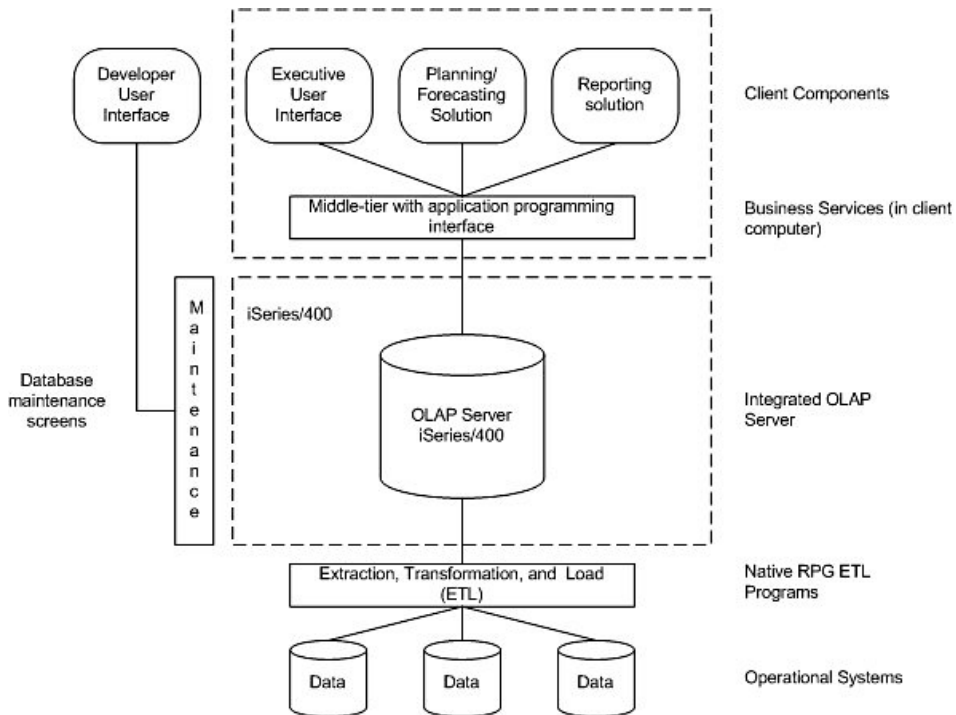 Developer
User
Interface
Executive
User
Interface
Planning/
Forecasting
Solution
Reporting
solution
Client Components
Middle-tier with application programming
interface
Business Services (in client
computer)
Maintenance
iSeries/400
Database
maintenance
screens
OLAP Server
iSeries/400
Integrated OLAP
Server
Extraction, Transformation, and Load
(ETL)
Native RPG ETL
Programs
Data
Data
Data
Operational Systems